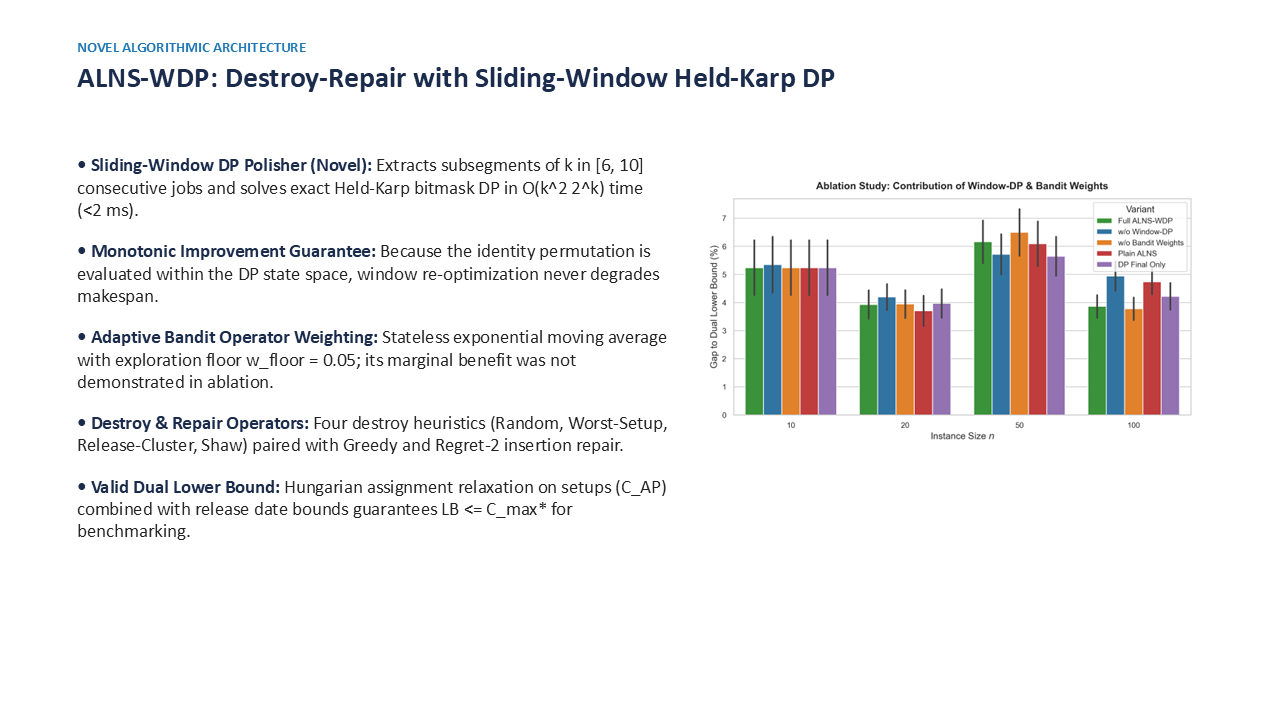 NOVEL ALGORITHMIC ARCHITECTURE
ALNS-WDP: Destroy-Repair with Sliding-Window Held-Karp DP
• Sliding-Window DP Polisher (Novel): Extracts subsegments of k in [6, 10]
consecutive jobs and solves exact Held-Karp bitmask DP in O(k^2 2^k) time
(<2 ms).
• Monotonic Improvement Guarantee: Because the identity permutation is
evaluated within the DP state space, window re-optimization never degrades
makespan.
• Adaptive Bandit Operator Weighting: Stateless exponential moving average
with exploration floor w_floor = 0.05; its marginal benefit was not
demonstrated in ablation.
• Destroy & Repair Operators: Four destroy heuristics (Random, Worst-Setup,
Release-Cluster, Shaw) paired with Greedy and Regret-2 insertion repair.
• Valid Dual Lower Bound: Hungarian assignment relaxation on setups (C_AP)
combined with release date bounds guarantees LB <= C_max* for
benchmarking.
Ablation Study: Contribution of Window-DP & Bandit Weights
Gap to Dual Lower Bound (%)
7
6
5
4
3
2
1
0
Variant
Full ALNS-WDP
w/o Window-DP
w/o Bandit Weights
Plain ALNS
DP Final Only
10 20 50 100
Instance Size n